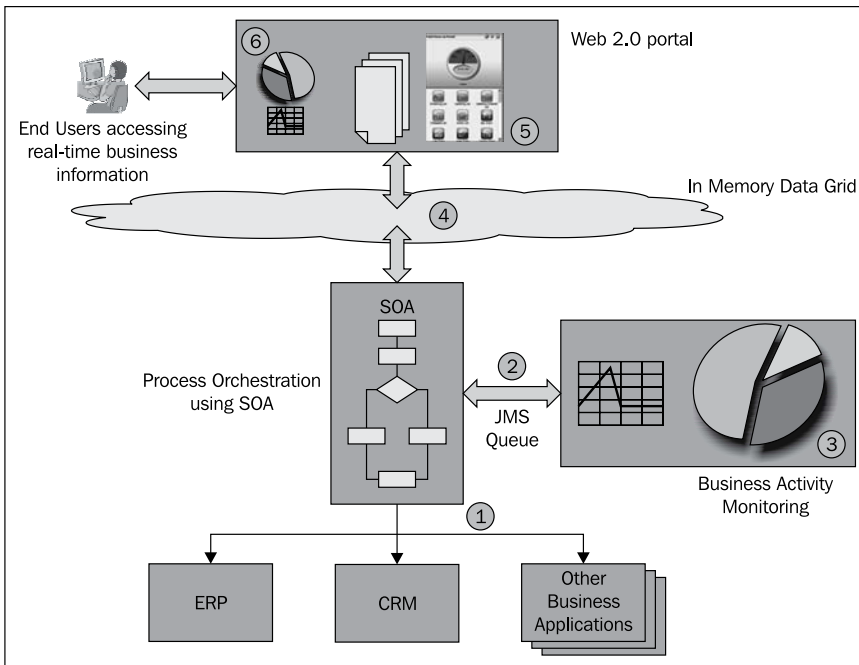 6
Web 2.0 portal
5
End Users accessing
real-time business
information
In Memory Data Grid
4
SOA
Process Orchestration
using SOA
2
JMS
Queue
3
Business Activity
Monitoring
1
ERP
CRM
Other
Business
Applications